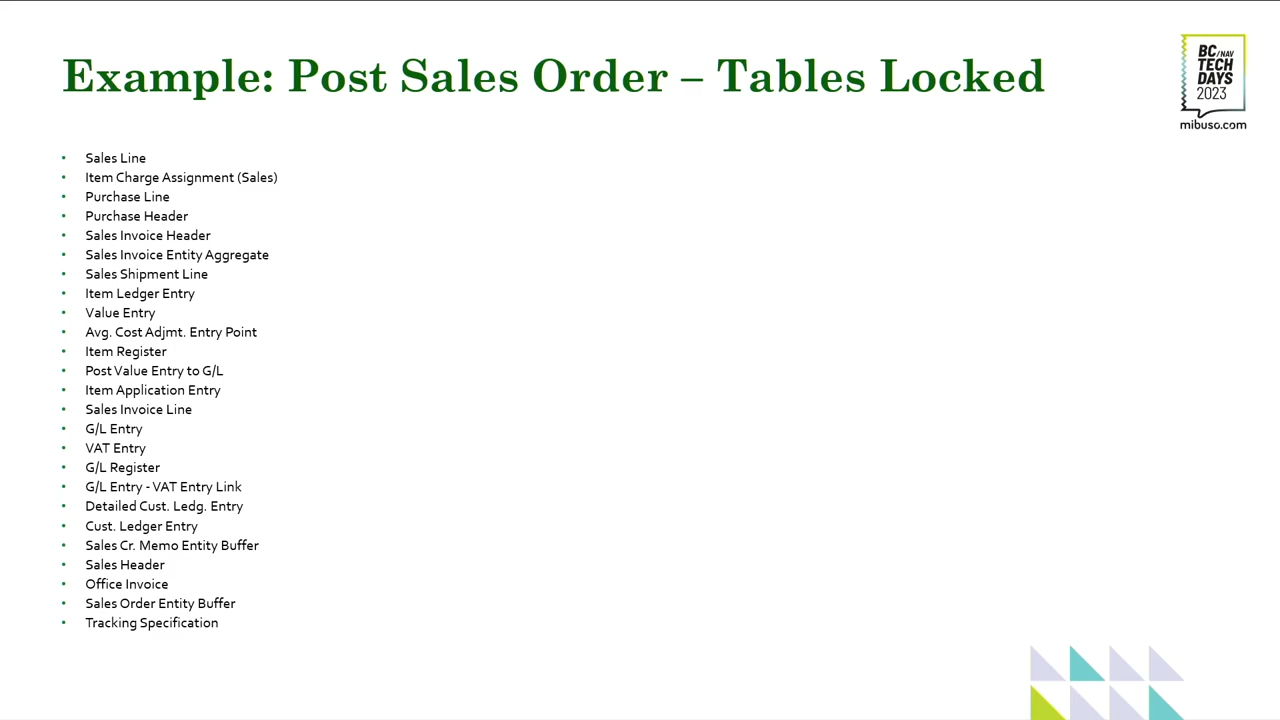 Example: Post Sales Order – Tables Locked
BC/NAV
TECH
DAYS
2023
mibuso.com
• Sales Line
• Item Charge Assignment (Sales)
• Purchase Line
• Purchase Header
• Sales Invoice Header
• Sales Invoice Entity Aggregate
• Sales Shipment Line
• Item Ledger Entry
• Value Entry
• Avg. Cost Adjmt. Entry Point
• Item Register
• Post Value Entry to G/L
• Item Application Entry
• Sales Invoice Line
• G/L Entry
• VAT Entry
• G/L Register
• G/L Entry - VAT Entry Link
• Detailed Cust. Ledg. Entry
• Cust. Ledger Entry
• Sales Cr. Memo Entity Buffer
• Sales Header
• Office Invoice
• Sales Order Entity Buffer
• Tracking Specification